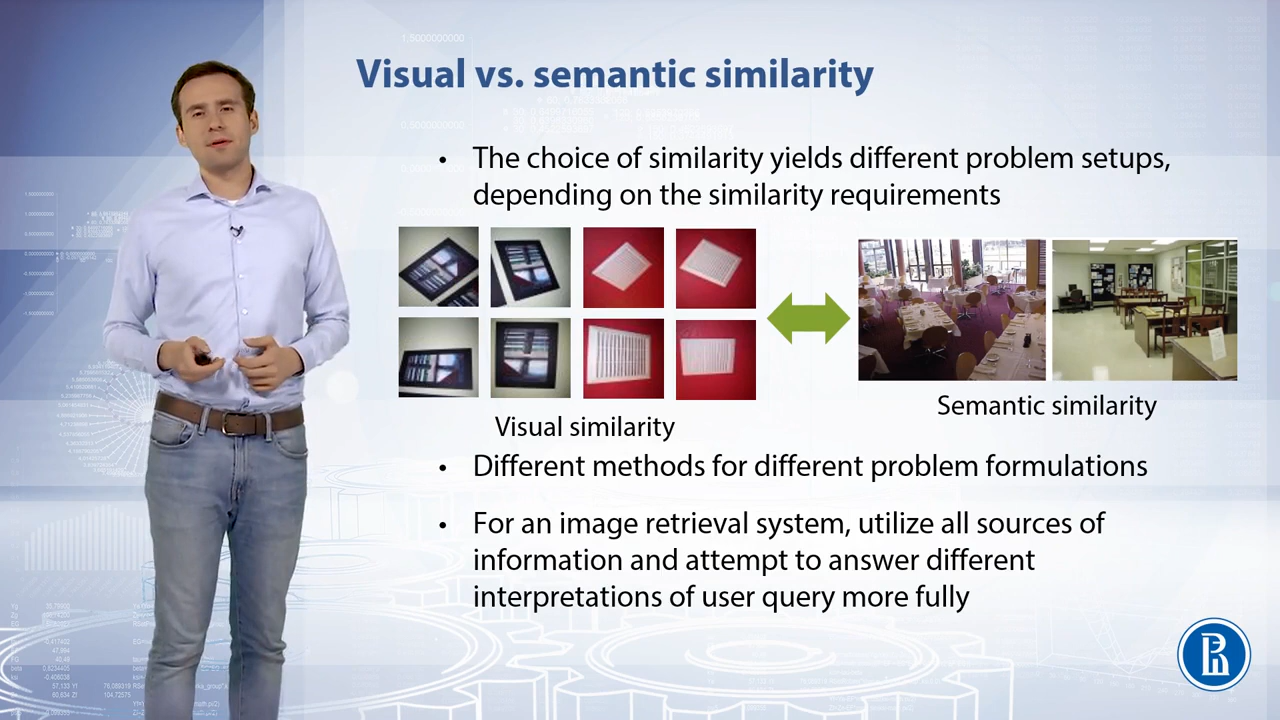 Visual vs. semantic similarity
• The choice of similarity yields different problem setups,
depending on the similarity requirements
Visual similarity
Semantic similarity
• Different methods for different problem formulations
• For an image retrieval system, utilize all sources of
information and attempt to answer different
interpretations of user query more fully